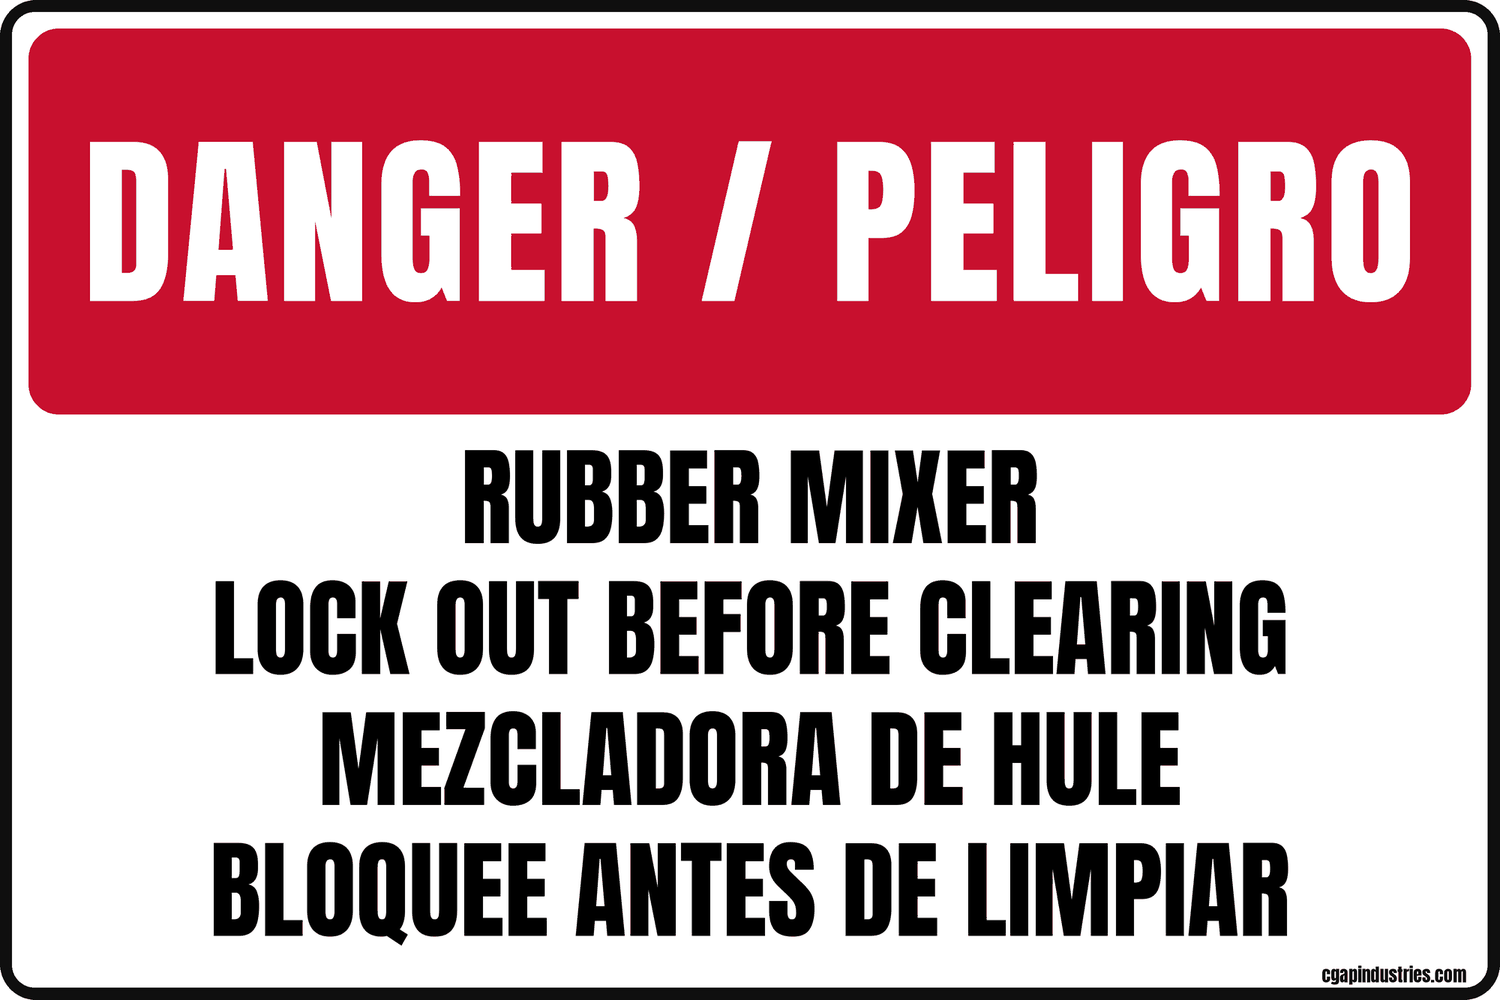 DANGER / PELIGRO
RUBBER MIXER
LOCK OUT BEFORE CLEARING
MEZCLADORA DE HULE
BLOQUEE ANTES DE LIMPIAR
cgapindustries.com